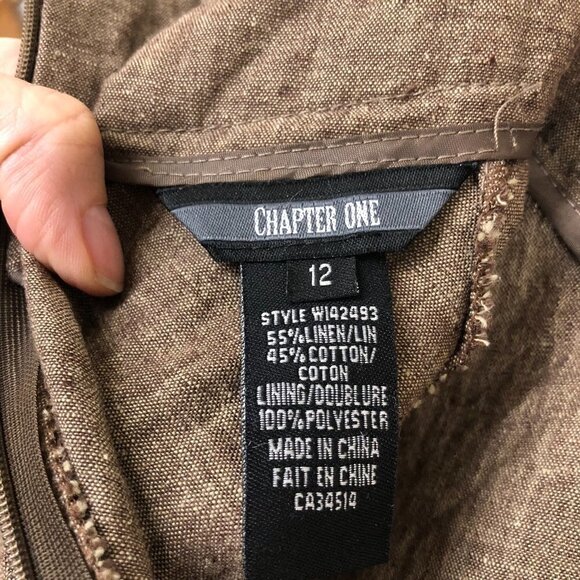 CHAPTER ONE
12
STYLE W142493
55%LINEN/LIN
45%COTTON/
COTON
LINING/DOUBLURE
100%POLYESTER
MADE IN CHINA
FAIT EN CHINE
CA34514